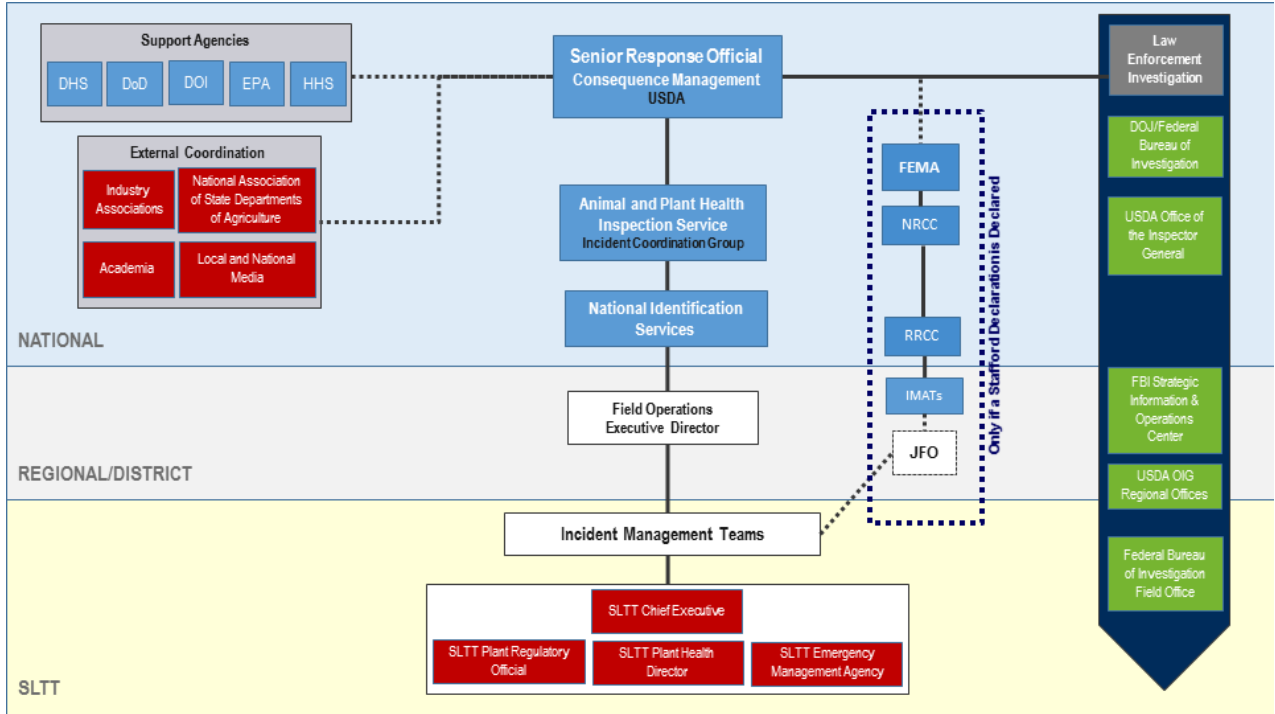 Support Agencies
DHS
DoD
DOI
EPA
HHS
External Coordination
Industry
Associations
National Association
of State Departments
of Agriculture
Academia
Local and National
Media
Senior Response Official
Consequence Management
USDA
Animal and Plant Health
Inspection Service
Incident Coordination Group
National Identification
Services
FEMA
NRCC
RRCC
IMATs
JFO
Only if a Stafford Declaration is Declared
Law
Enforcement
Investigation
DOJ/Federal
Bureau of
Investigation
USDA Office of
the Inspector
General
FBI Strategic
Information &
Operations
Center
USDA OIG
Regional Offices
Federal Bureau
of Investigation
Field Office
NATIONAL
Field Operations
Executive Director
REGIONAL/DISTRICT
Incident Management Teams
SLTT Chief Executive
SLTT Plant Regulatory
Official
SLTT Plant Health
Director
SLTT Emergency
Management Agency
SLTT